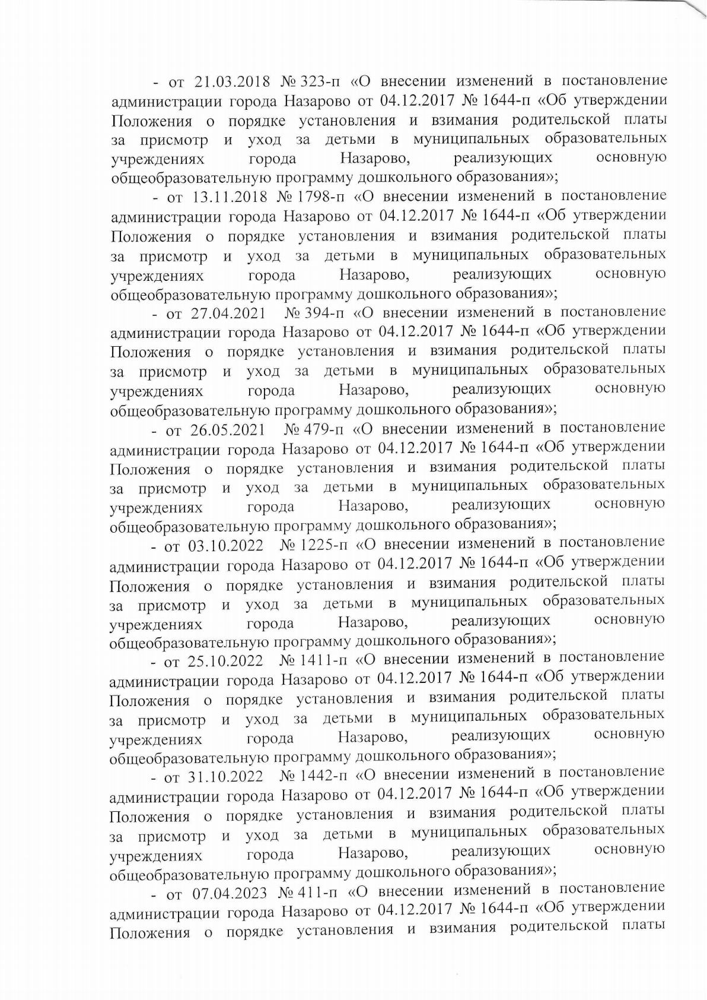 - от 21.03.2018 № 323-п «О внесении изменений в постановление
администрации города Назарово от 04.12.2017 № 1644-п «Об утверждении
Положения о порядке установления и взимания родительской платы
за присмотр и уход за детьми в муниципальных образовательных
учреждениях города Назарово, реализующих основную
общеобразовательную программу дошкольного образования»;
- от 13.11.2018 № 1798-п «О внесении изменений в постановление
администрации города Назарово от 04.12.2017 № 1644-п «Об утверждении
Положения о порядке установления и взимания родительской платы
за присмотр и уход за детьми в муниципальных образовательных
учреждениях города Назарово, реализующих основную
общеобразовательную программу дошкольного образования»;
- от 27.04.2021 № 394-п «О внесении изменений в постановление
администрации города Назарово от 04.12.2017 № 1644-п «Об утверждении
Положения о порядке установления и взимания родительской платы
за присмотр и уход за детьми в муниципальных образовательных
учреждениях города Назарово, реализующих основную
общеобразовательную программу дошкольного образования»;
- от 26.05.2021 № 479-п «О внесении изменений в постановление
администрации города Назарово от 04.12.2017 № 1644-п «Об утверждении
Положения о порядке установления и взимания родительской платы
за присмотр и уход за детьми в муниципальных образовательных
учреждениях города Назарово, реализующих основную
общеобразовательную программу дошкольного образования»;
- от 03.10.2022 № 1225-п «О внесении изменений в постановление
администрации города Назарово от 04.12.2017 № 1644-п «Об утверждении
Положения о порядке установления и взимания родительской платы
за присмотр и уход за детьми в муниципальных образовательных
учреждениях города Назарово, реализующих основную
общеобразовательную программу дошкольного образования»;
- от 25.10.2022 № 1411-п «О внесении изменений в постановление
администрации города Назарово от 04.12.2017 № 1644-п «Об утверждении
Положения о порядке установления и взимания родительской платы
за присмотр и уход за детьми в муниципальных образовательных
учреждениях города Назарово, реализующих основную
общеобразовательную программу дошкольного образования»;
- от 31.10.2022 № 1442-п «О внесении изменений в постановление
администрации города Назарово от 04.12.2017 № 1644-п «Об утверждении
Положения о порядке установления и взимания родительской платы
за присмотр и уход за детьми в муниципальных образовательных
учреждениях города Назарово, реализующих основную
общеобразовательную программу дошкольного образования»;
- от 07.04.2023 № 411-п «О внесении изменений в постановление
администрации города Назарово от 04.12.2017 № 1644-п «Об утверждении
Положения о порядке установления и взимания родительской платы